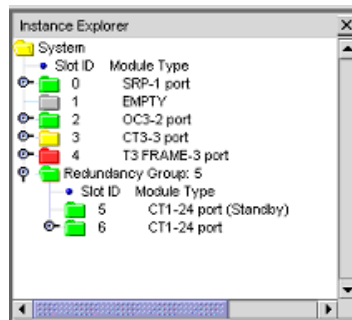 Instance Explorer
System
Slot ID Module Type
0 SRP-1 port
1 EMPTY
2 OC3-2 port
3 CT3-3 port
4 T3 FRAME-3 port
Redundancy Group: 5
Slot ID Module Type
5 CT1-24 port (Standby)
6 CT1-24 port